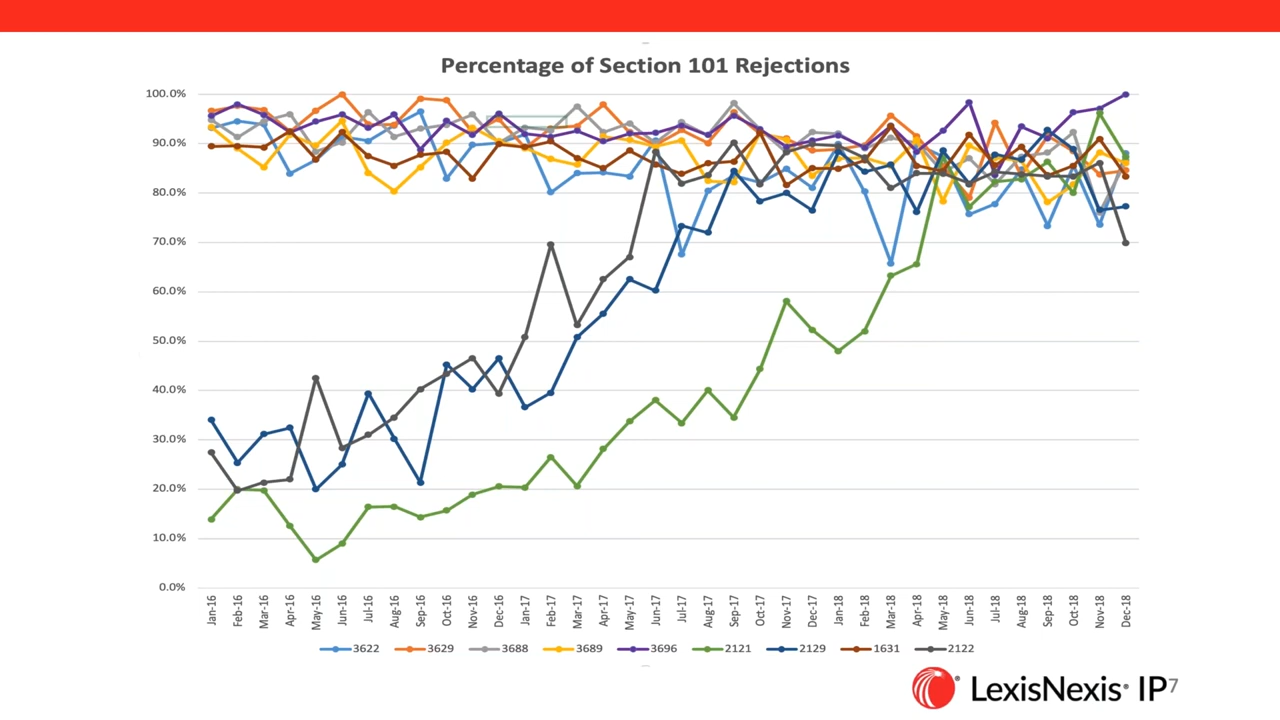 Percentage of Section 101 Rejections
100.0%
90.0%
80.0%
70.0%
60.0%
50.0%
40.0%
30.0%
20.0%
10.0%
0.0%
Jan-16 Feb-16 Mar-16 Apr-16 May-16 Jun-16 Jul-16 Aug-16 Sep-16 Oct-16 Nov-16 Dec-16 Jan-17 Feb-17 Mar-17 Apr-17 May-17 Jun-17 Jul-17 Aug-17 Sep-17 Oct-17 Nov-17 Dec-17 Jan-18 Feb-18 Mar-18 Apr-18 May-18 Jun-18 Jul-18 Aug-18 Sep-18 Oct-18 Nov-18 Dec-18
3622 3629 3688 3689 3696 2121 2129 1631 2122
LexisNexis® IP 7